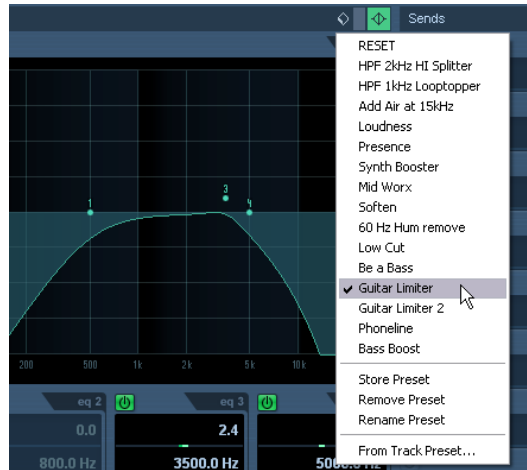 Sends
RESET
HPF 2kHz HI Splitter
HPF 1kHz Looptopper
Add Air at 15kHz
Loudness
Presence
Synth Booster
Mid Worx
Soften
60 Hz Hum remove
Low Cut
Be a Bass
Guitar Limiter
Guitar Limiter 2
Phoneline
Bass Boost
Store Preset
Remove Preset
Rename Preset
From Track Preset...
1
3
4
200 500 1k 2k 5k 10k
eq 2 eq 3
0.0 2.4
800.0 Hz 3500.0 Hz